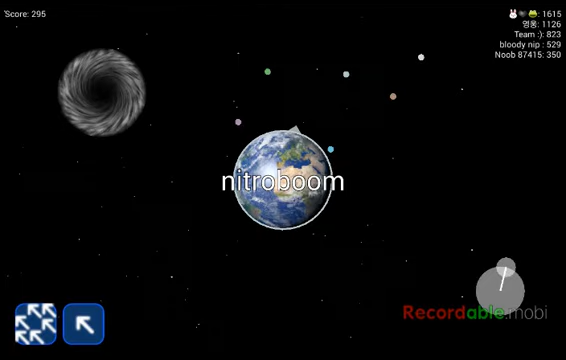 Score: 295
🐰🐭🐸: 1615
영웅: 1126
Team :): 823
bloody nip : 529
Noob 87415: 350
nitroboom
Recordable.mobi